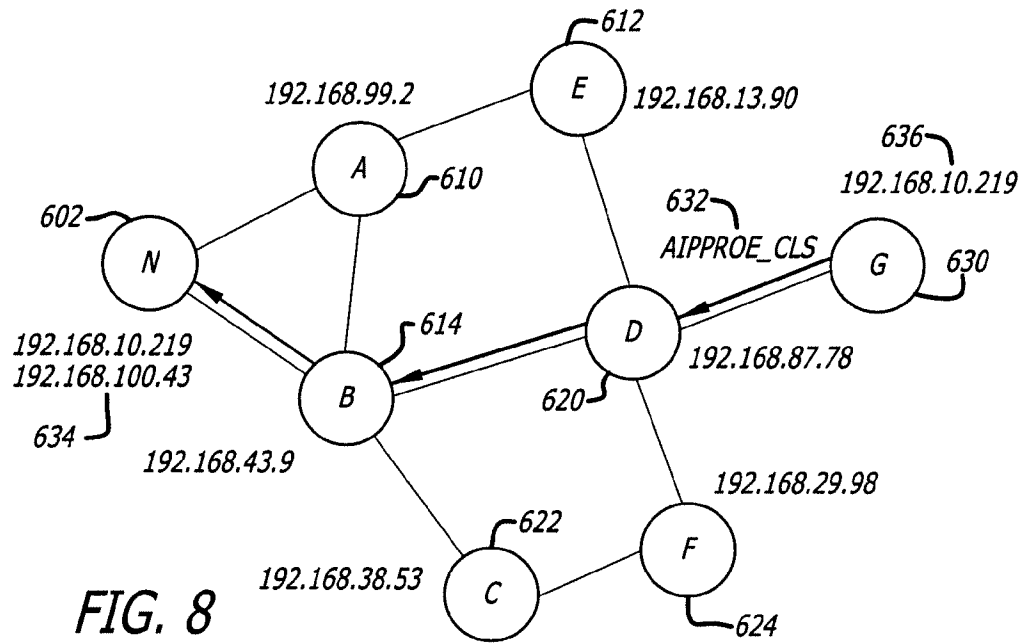 612
E
192.168.99.2
192.168.13.90
636
A
192.168.10.219
610
632
602
AIPPROE_CLS
N
G
630
614
D
192.168.10.219
192.168.87.78
192.168.100.43
B
620
634
192.168.43.9
192.168.29.98
622
F
192.168.38.53
C
FIG. 8
624